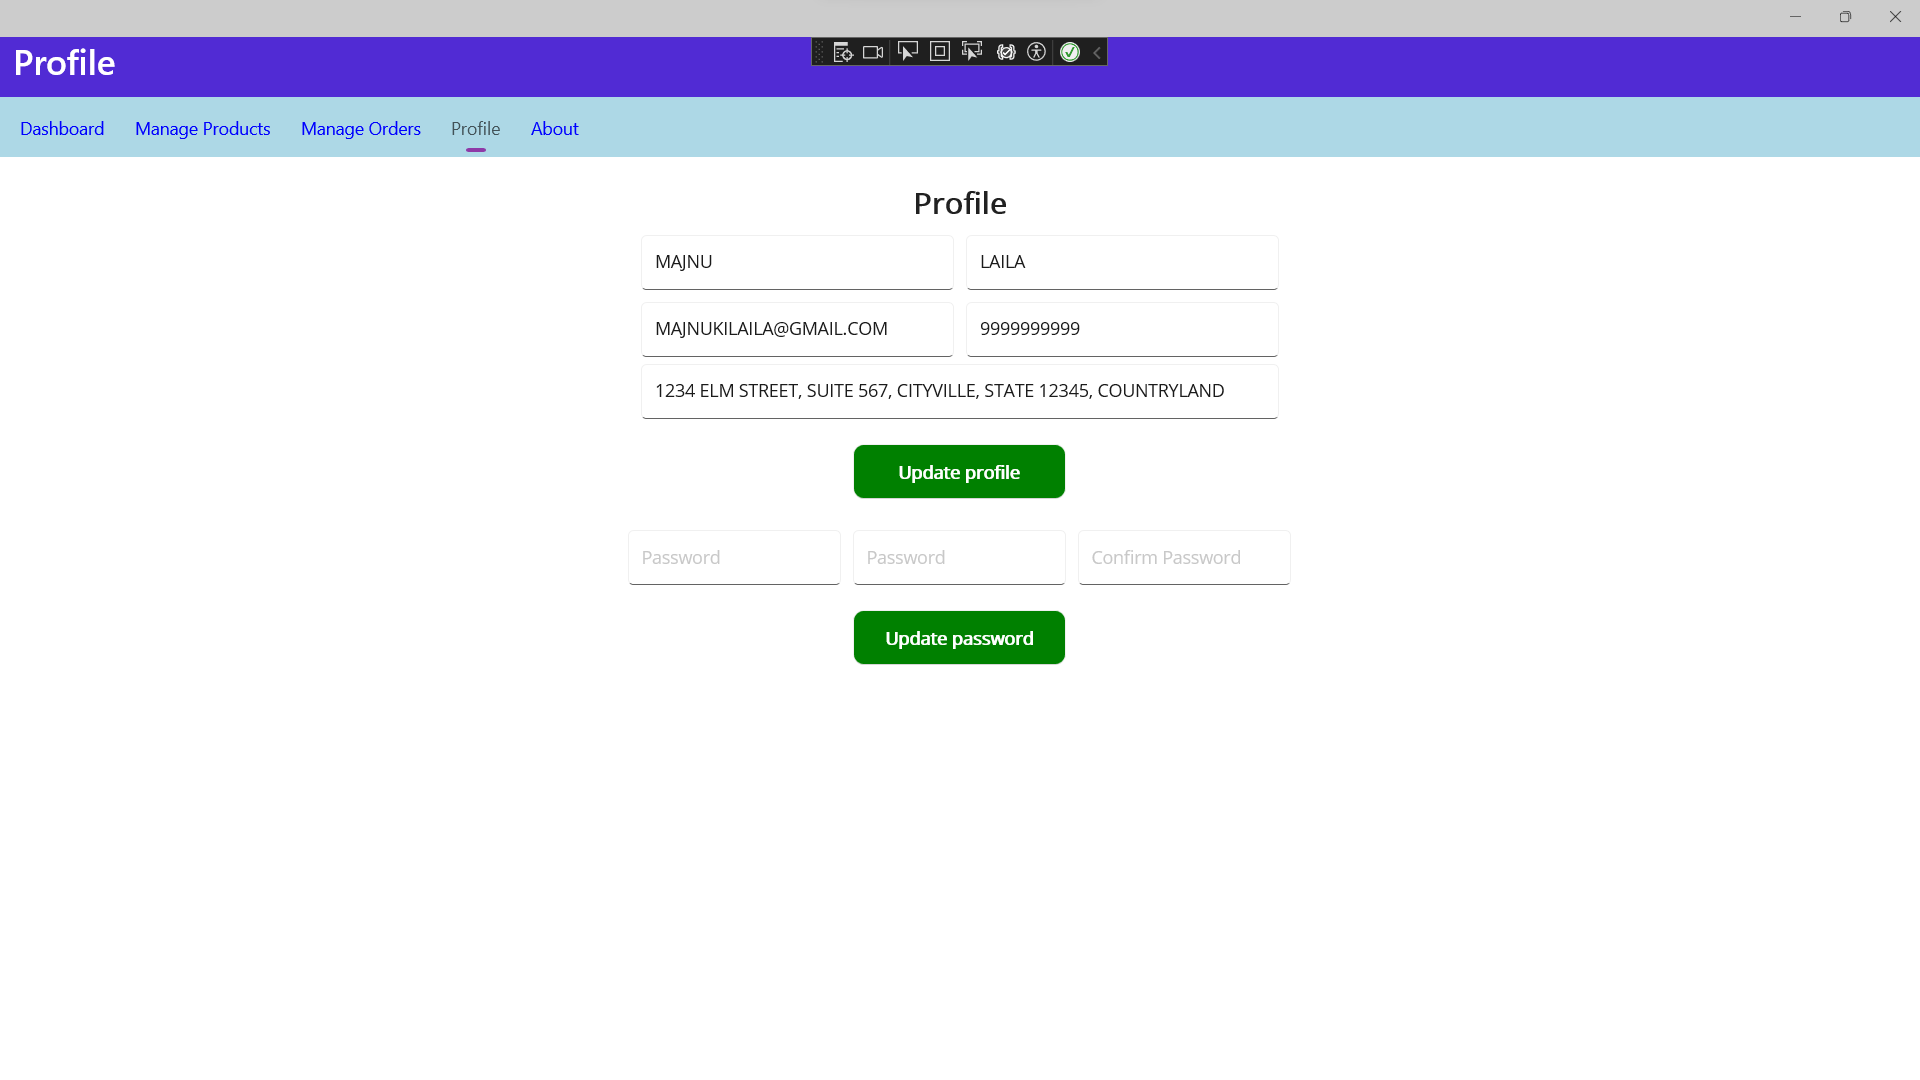 Profile
Dashboard Manage Products Manage Orders Profile About
Profile
MAJNU LAILA
MAJNUKILAILA@GMAIL.COM 9999999999
1234 ELM STREET, SUITE 567, CITYVILLE, STATE 12345, COUNTRYLAND
Update profile
Password Password Confirm Password
Update password